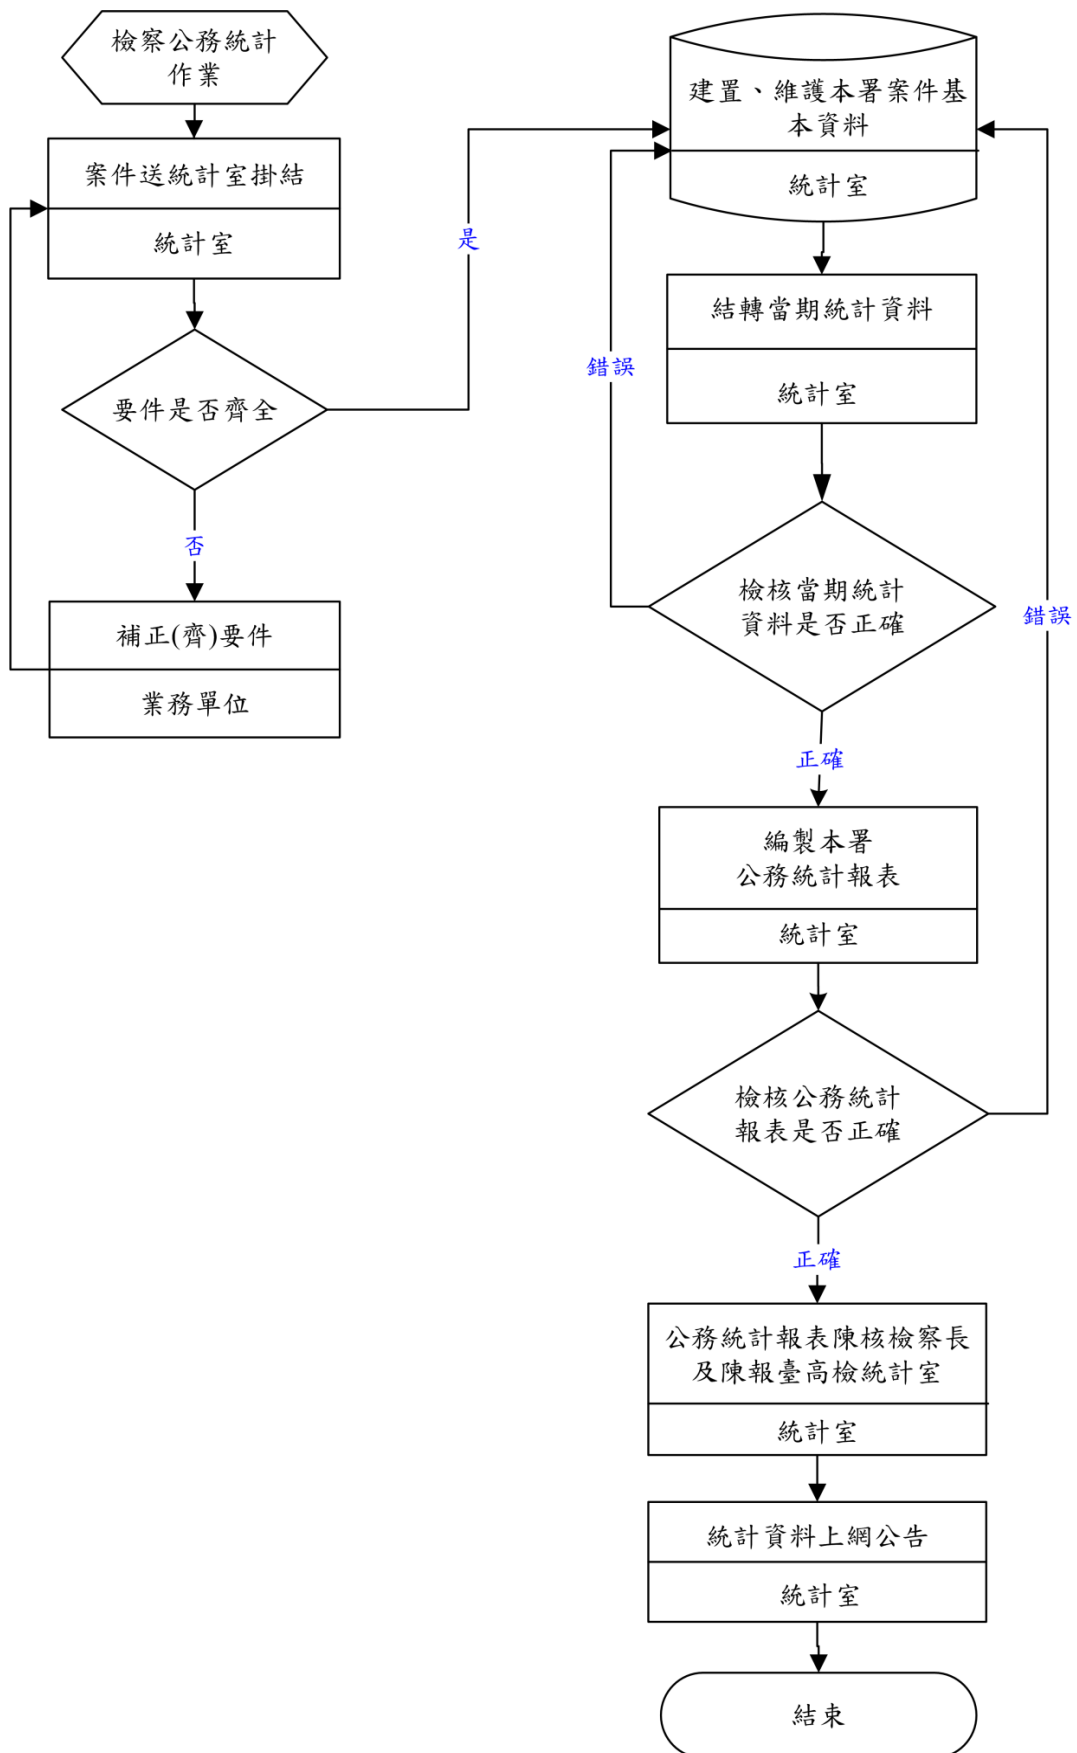 檢察公務統計
作業
案件送統計室掛結
統計室
要件是否齊全
是
否
補正(齊)要件
業務單位
建置、維護本署案件基
本資料
統計室
結轉當期統計資料
統計室
錯誤
檢核當期統計
資料是否正確
錯誤
正確
編製本署
公務統計報表
統計室
檢核公務統計
報表是否正確
正確
公務統計報表陳核檢察長
及陳報臺高檢統計室
統計室
統計資料上網公告
統計室
結束